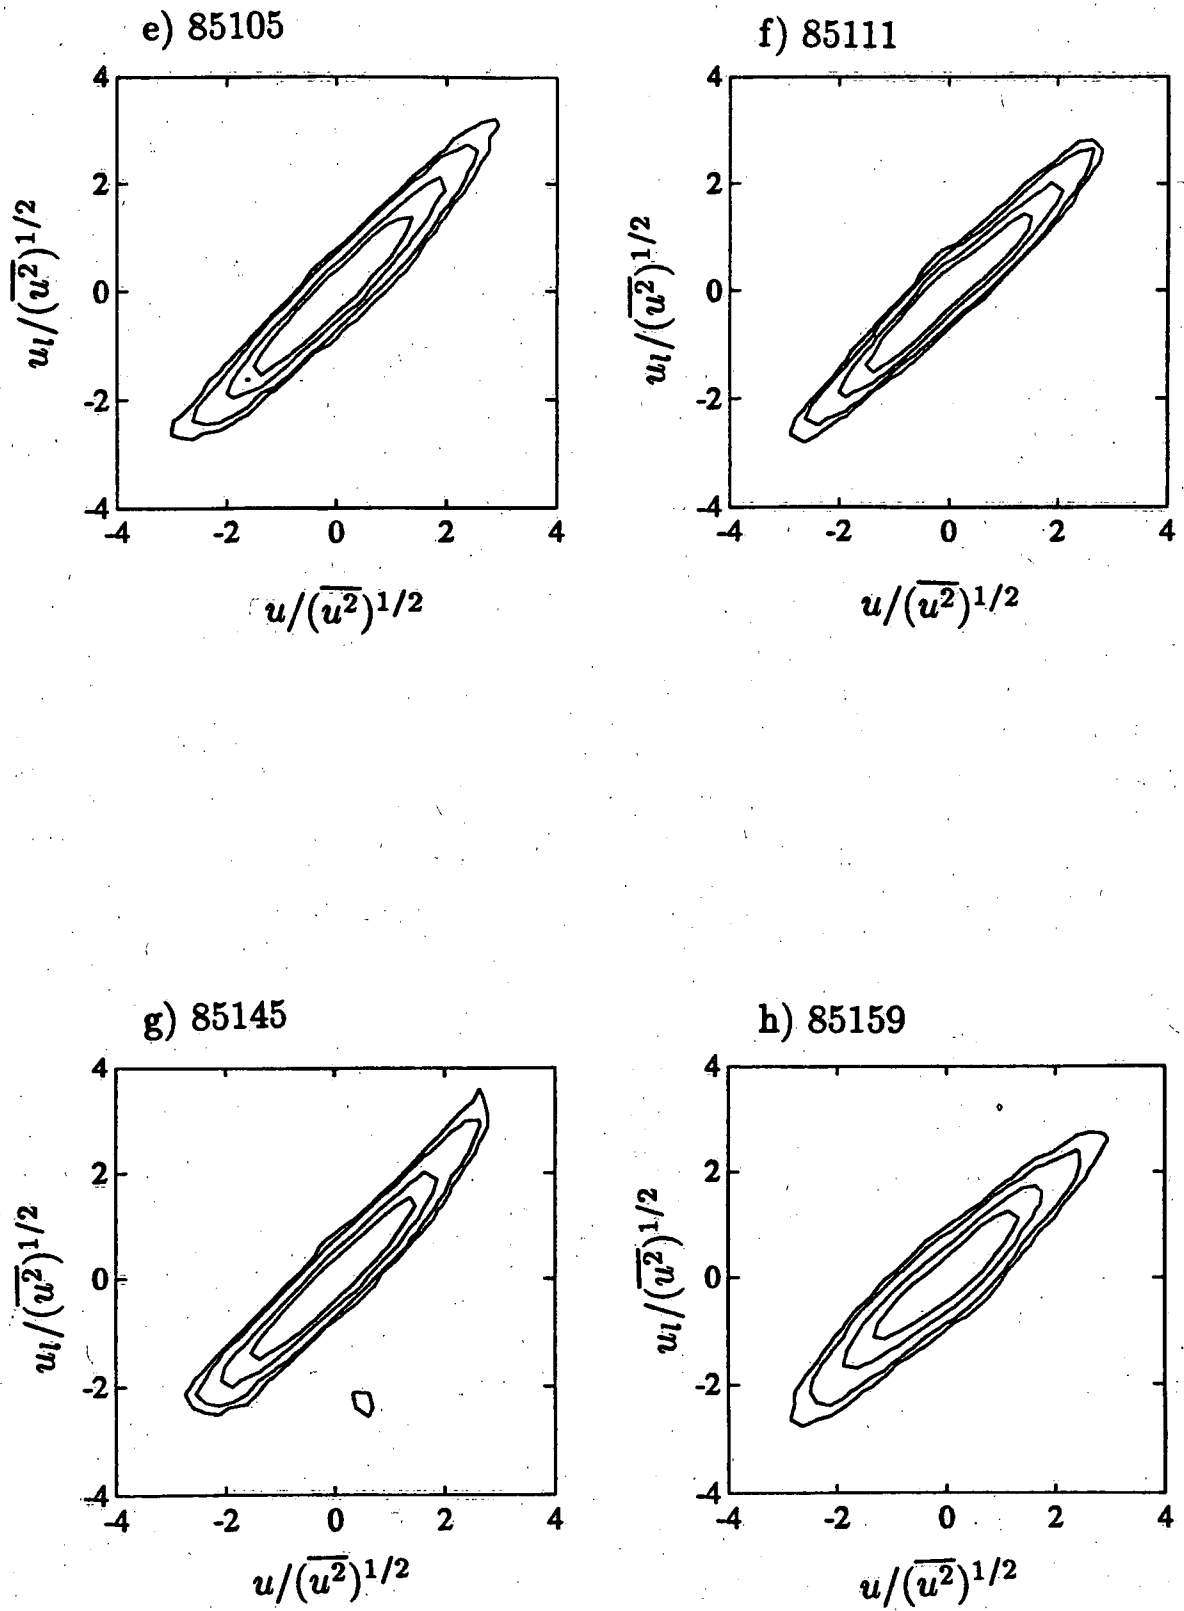 e) 85105
4
2
0
-2
-4
-4 -2 0 2 4
u_l/(\overline{u^2})^{1/2}
u/(\overline{u^2})^{1/2}
f) 85111
4
2
0
-2
-4
-4 -2 0 2 4
u_l/(\overline{u^2})^{1/2}
u/(\overline{u^2})^{1/2}
g) 85145
4
2
0
-2
-4
-4 -2 0 2 4
u_l/(\overline{u^2})^{1/2}
u/(\overline{u^2})^{1/2}
h) 85159
4
2
0
-2
-4
-4 -2 0 2 4
u_l/(\overline{u^2})^{1/2}
u/(\overline{u^2})^{1/2}